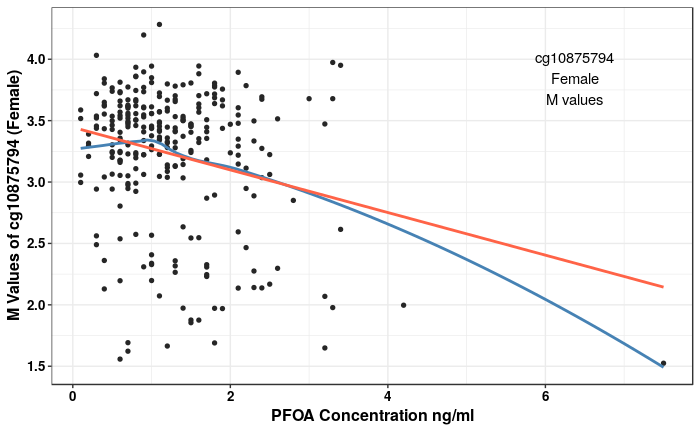 cg10875794
Female
M values
M Values of cg10875794 (Female)
4.0
3.5
3.0
2.5
2.0
1.5
0
2
4
6
PFOA Concentration ng/ml